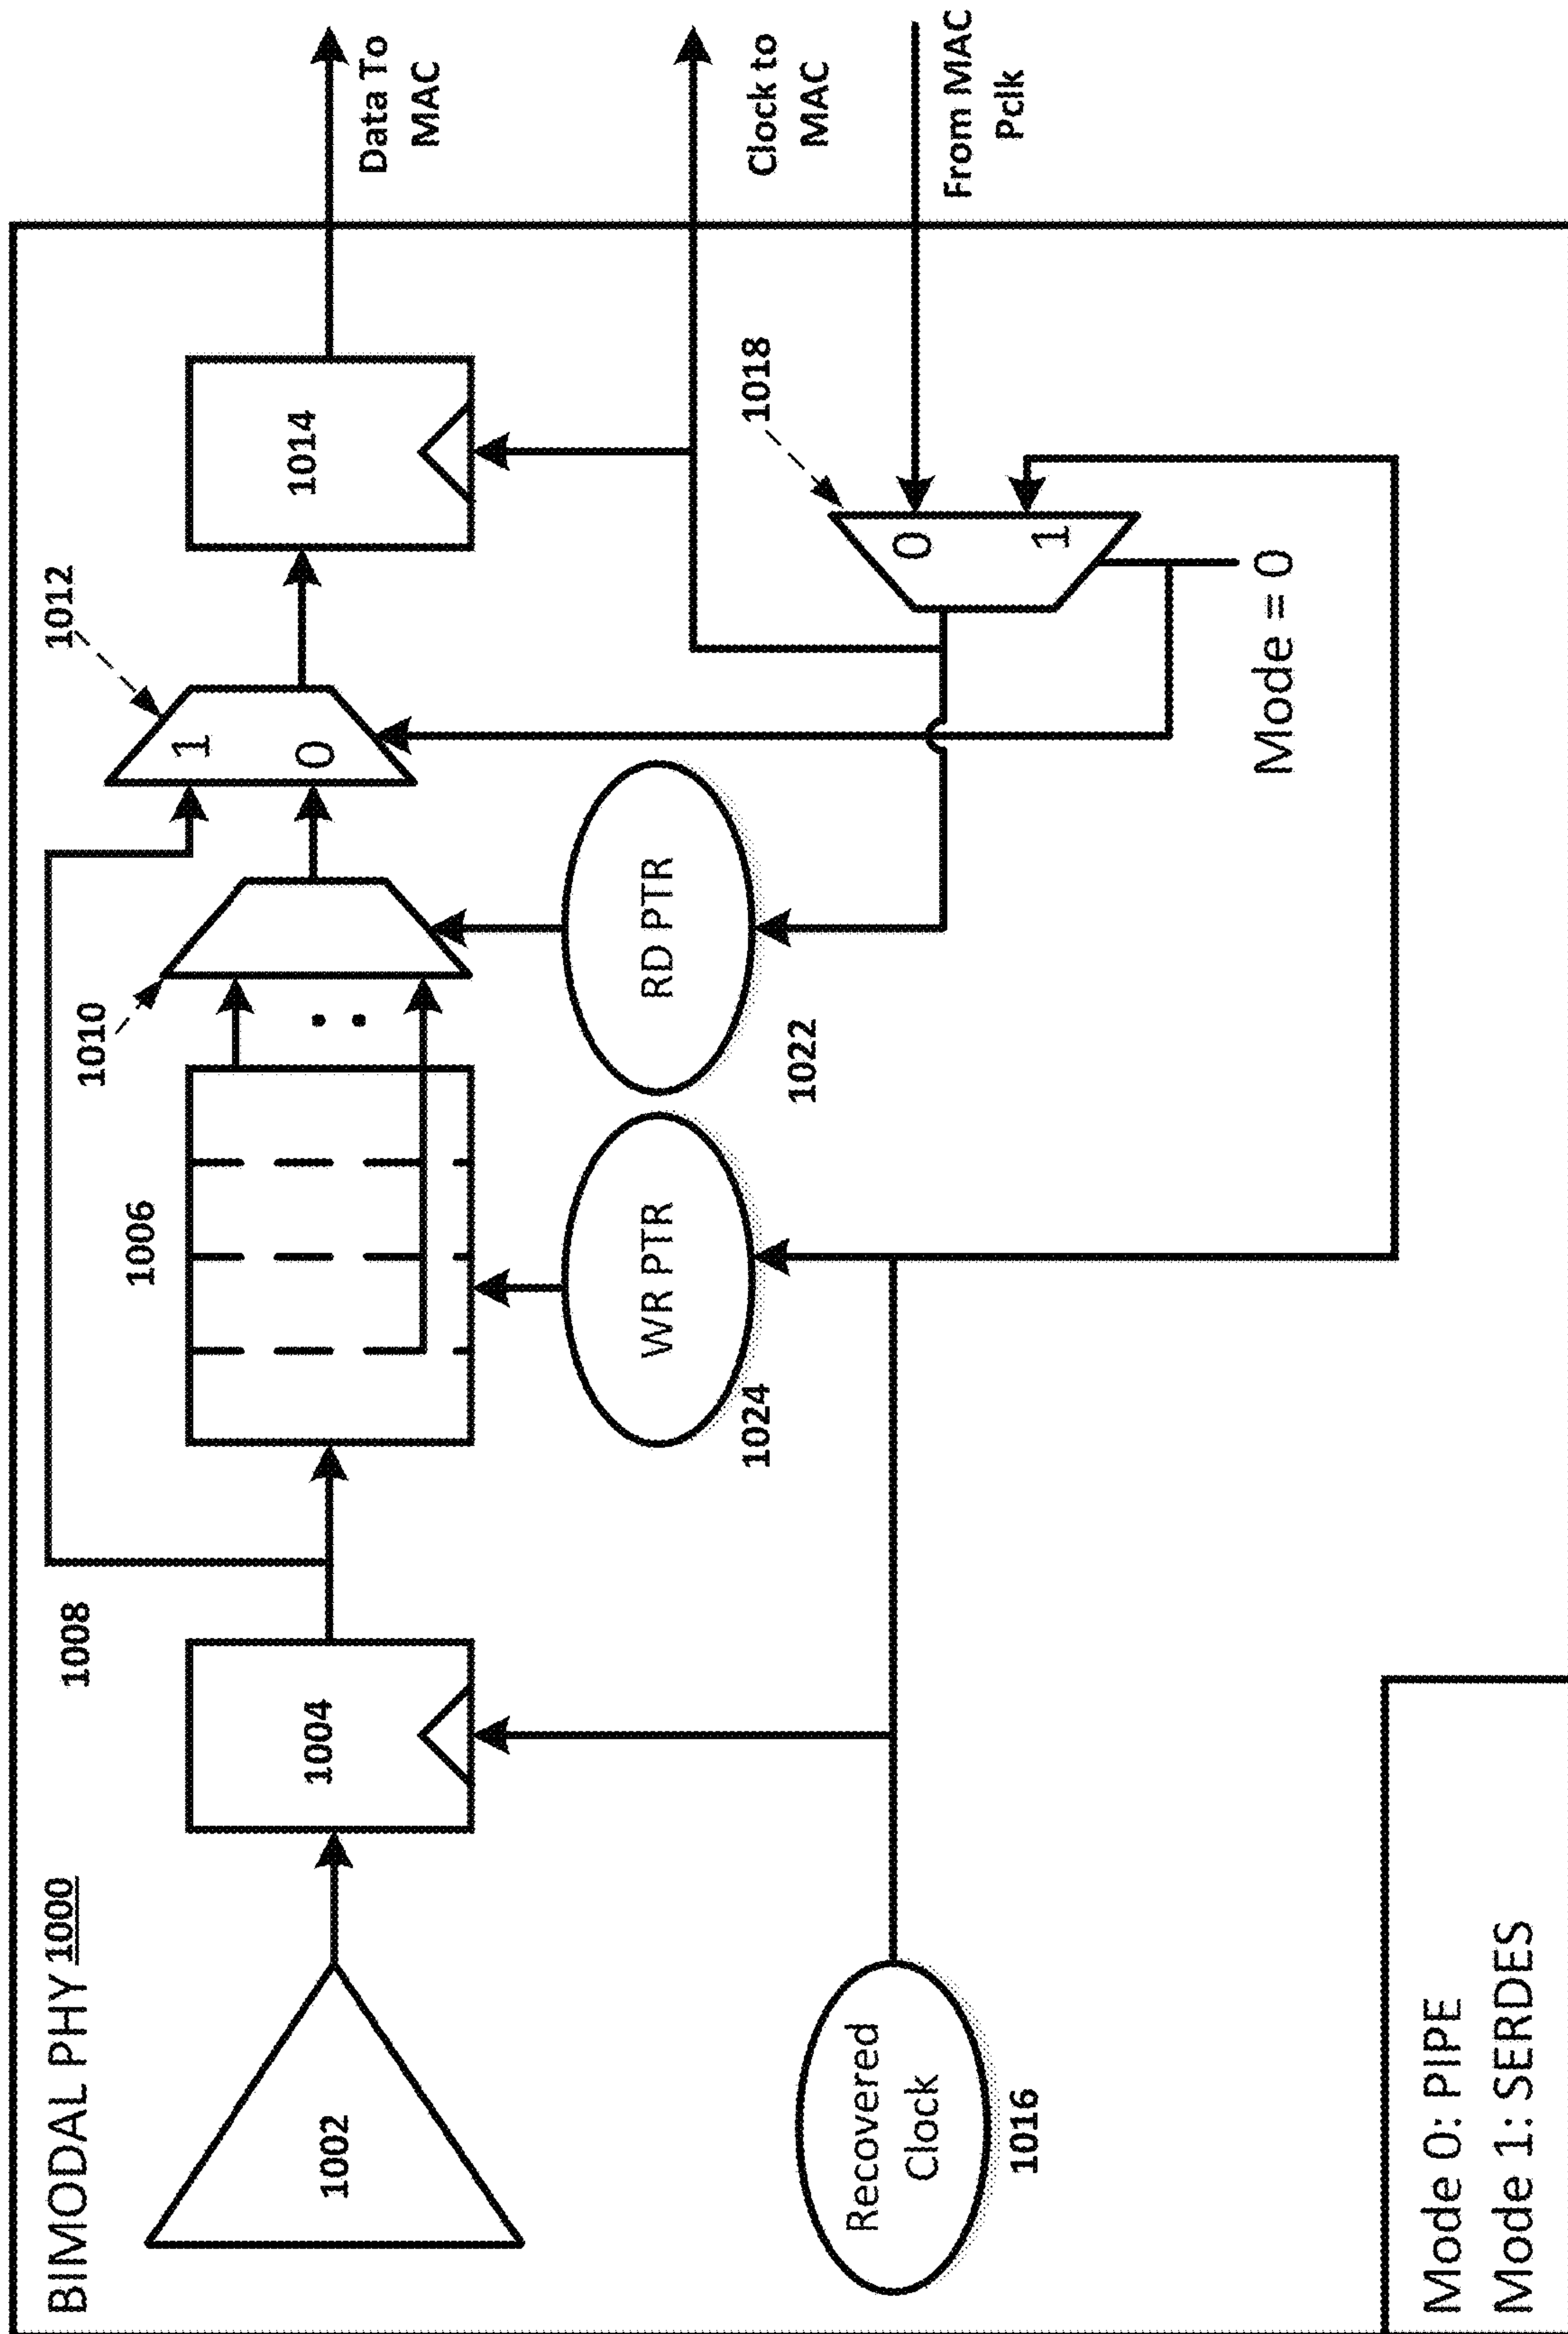 BIMODAL PHY 1000
1002
1004
1008
1006
1010
1012
1
0
1014
Data To
MAC
Clock to
MAC
From MAC
Pclk
1018
0
1
Mode = 0
RD PTR
1022
WR PTR
1024
Recovered
Clock
1016
Mode 0: PIPE
Mode 1: SERDES